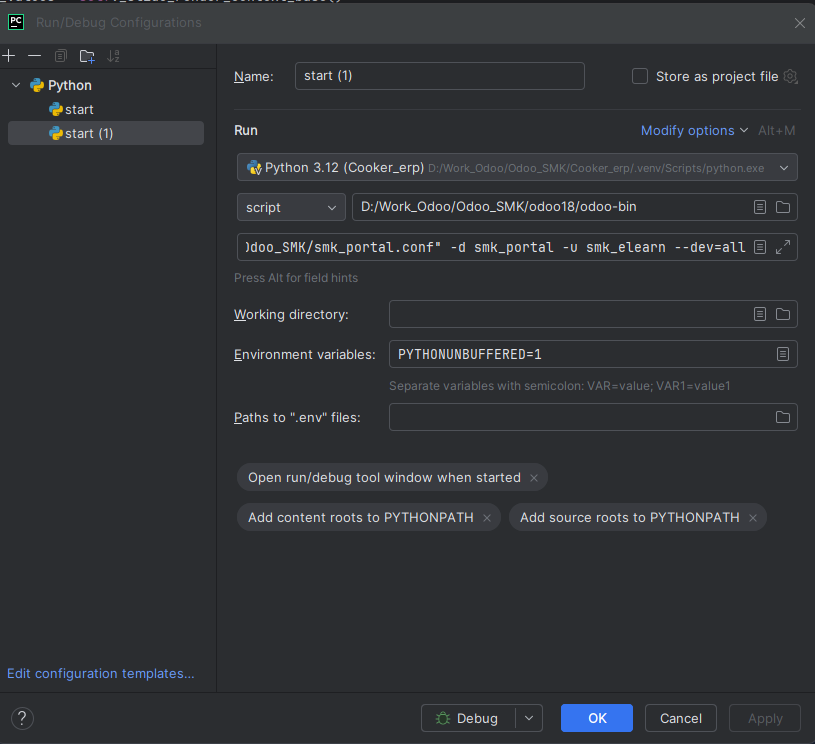 PC
Run/Debug Configurations
Python
start
start (1)
Name:
start (1)
Store as project file
Run
Modify options
Alt+M
Python 3.12 (Cooker_erp) D:/Work_Odoo/Odoo_SMK/Cooker_erp/.venv/Scripts/python.exe
script
D:/Work_Odoo/Odoo_SMK/odoo18/odoo-bin
doo_SMK/smk_portal.conf" -d smk_portal -u smk_elearn --dev=all
Press Alt for field hints
Working directory:
Environment variables:
PYTHONUNBUFFERED=1
Separate variables with semicolon: VAR=value; VAR1=value1
Paths to ".env" files:
Open run/debug tool window when started
Add content roots to PYTHONPATH
Add source roots to PYTHONPATH
Edit configuration templates...
?
Debug
OK
Cancel
Apply